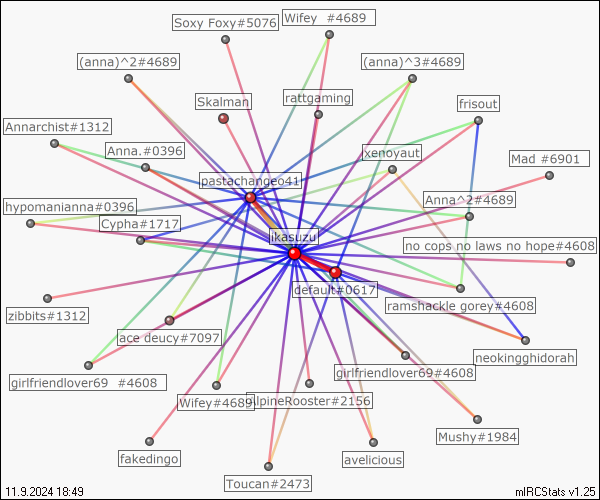 Soxy Foxy#5076
Wifey  #4689
(anna)^2#4689
(anna)^3#4689
Skalman
rattgaming
frisout
Annarchist#1312
Anna.#0396
xenoyaut
Mad #6901
pastachangeo41
Anna^2#4689
hypomanianna#0396
Cypha#1717
ikasuzu
no cops no laws no hope#4608
default#0617
ramshackle gorey#4608
zibbits#1312
ace deucy#7097
neokingghidorah
girlfriendlover69  #4608
girlfriendlover69#4608
Wifey#4689
AlpineRooster#2156
Mushy#1984
fakedingo
avelicious
Toucan#2473
11.9.2024 18:49
mIRCStats v1.25